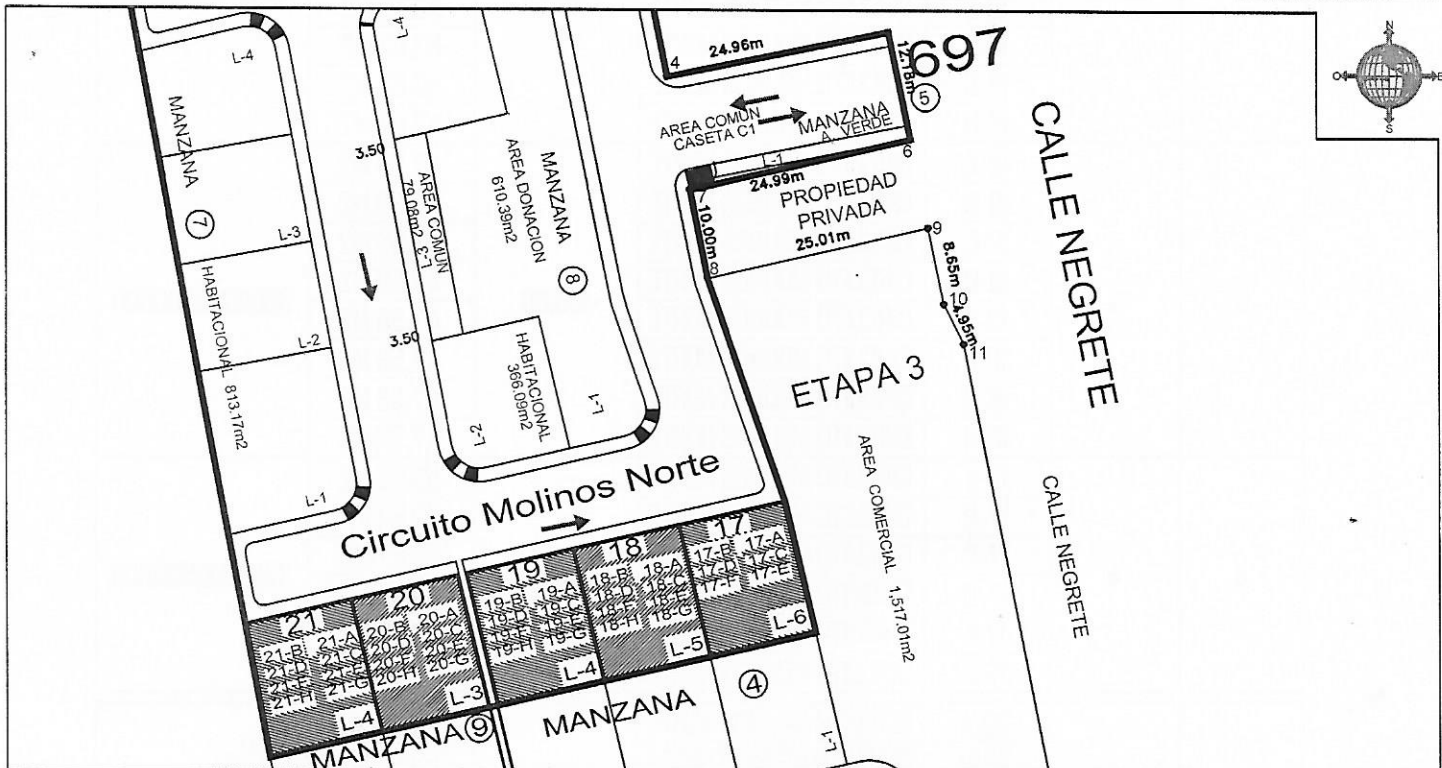 L-4
MANZANA
7
L-3
HABITACIONAL 813.17m2
L-2
L-1
L-4
3.50
AREA COMUN
79.08m2 L-3
3.50
MANZANA
AREA DONACION
610.39m2
8
HABITACIONAL
366.09m2
L-2
L-1
4
24.96m
12.18m
697
5
AREA COMUN
CASETA C1
MANZANA
A. VERDE
L-1
6
7
24.99m
PROPIEDAD
PRIVADA
10.00m
25.01m
8
9
8.65m
10
4.95m
11
ETAPA 3
AREA COMERCIAL 1,517.01m2
CALLE NEGRETE
CALLE NEGRETE
N
O
E
S
Circuito Molinos Norte
21
21-B 21-A
21-D 21-C
21-F 21-E
21-H 21-G
L-4
20
20-B 20-A
20-D 20-C
20-F 20-E
20-H 20-G
L-3
19
19-B 19-A
19-D 19-C
19-F 19-E
19-H 19-G
L-4
18
18-B 18-A
18-D 18-C
18-F 18-E
18-H 18-G
L-5
17
17-B 17-A
17-D 17-C
17-F 17-E
L-6
MANZANA 9
MANZANA 4
L-1